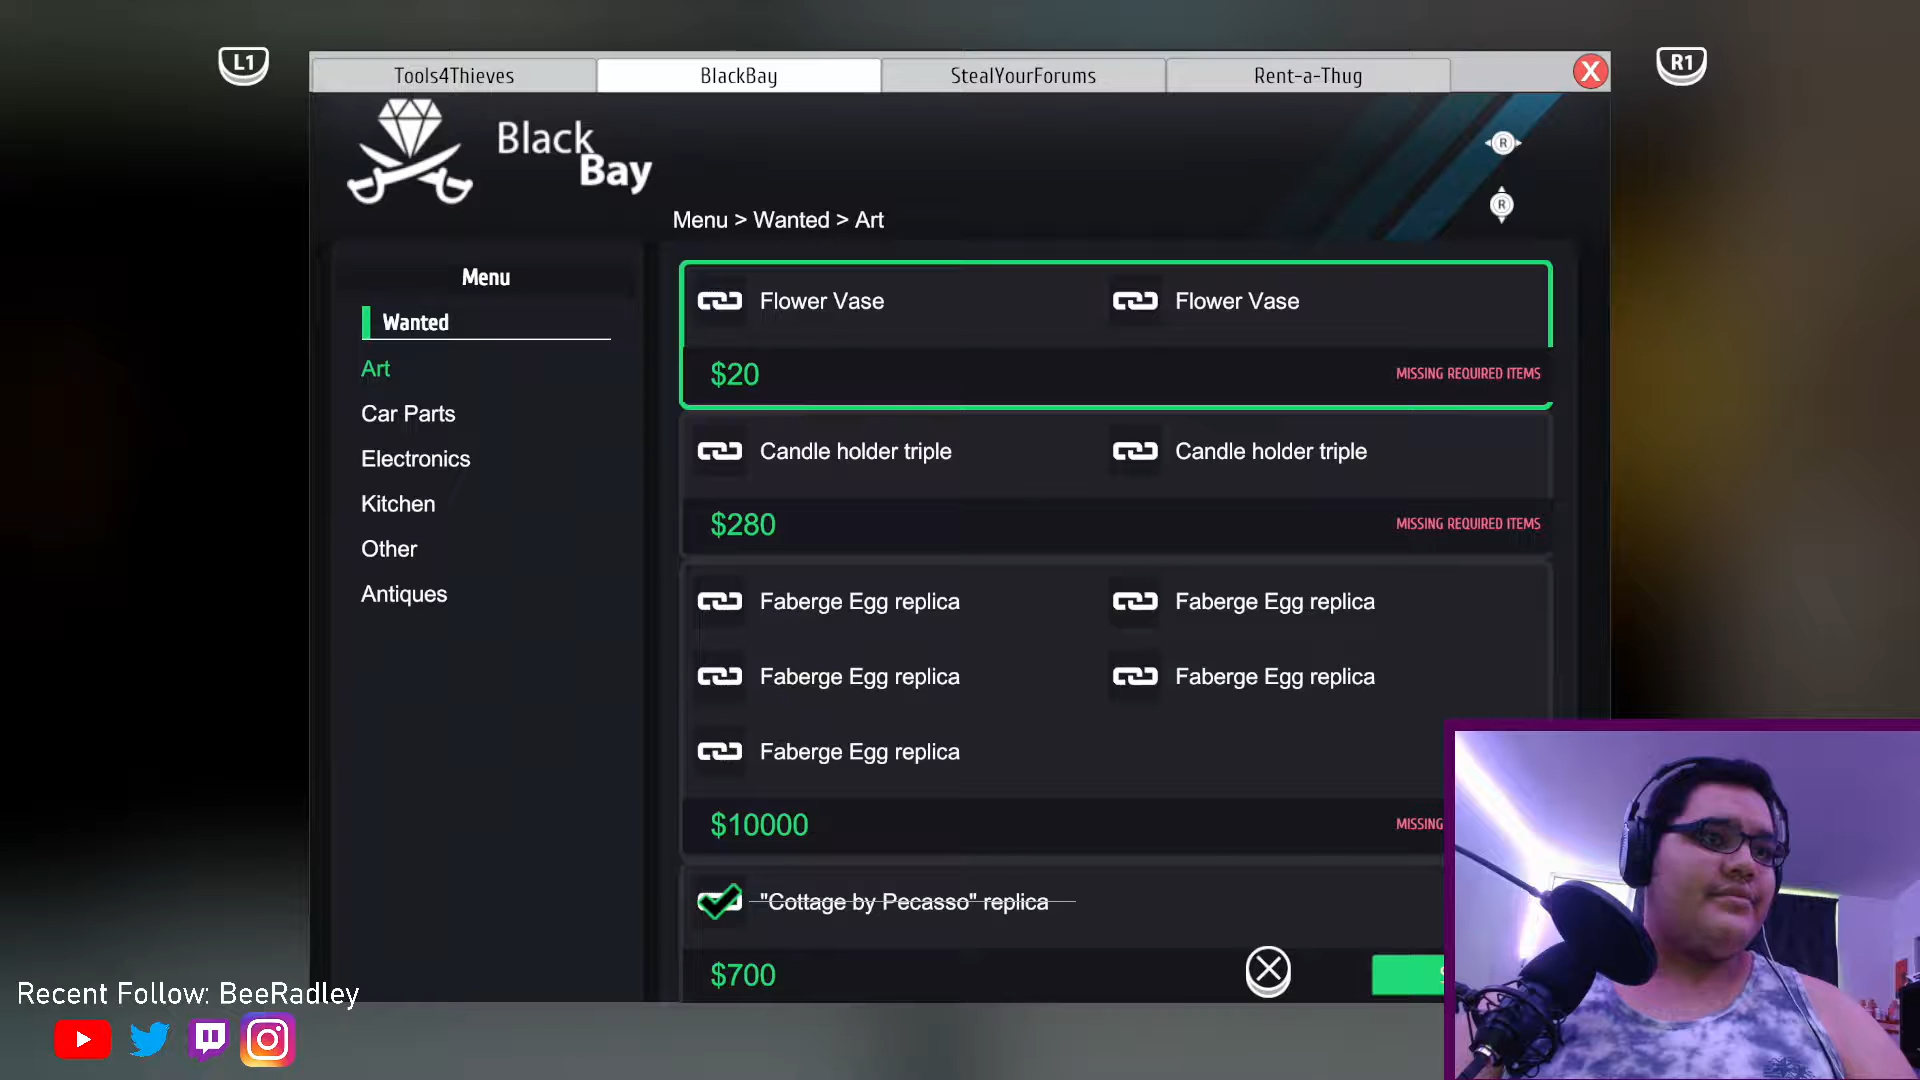 L1
Tools4Thieves BlackBay StealYourForums Rent-a-Thug X R1
Black
Bay
R
R
Menu > Wanted > Art
Menu
Wanted
Art
Car Parts
Electronics
Kitchen
Other
Antiques
Flower Vase Flower Vase
$20 MISSING REQUIRED ITEMS
Candle holder triple Candle holder triple
$280 MISSING REQUIRED ITEMS
Faberge Egg replica Faberge Egg replica
Faberge Egg replica Faberge Egg replica
Faberge Egg replica
$10000 MISSING
"Cottage by Pecasso" replica
$700
Recent Follow: BeeRadley